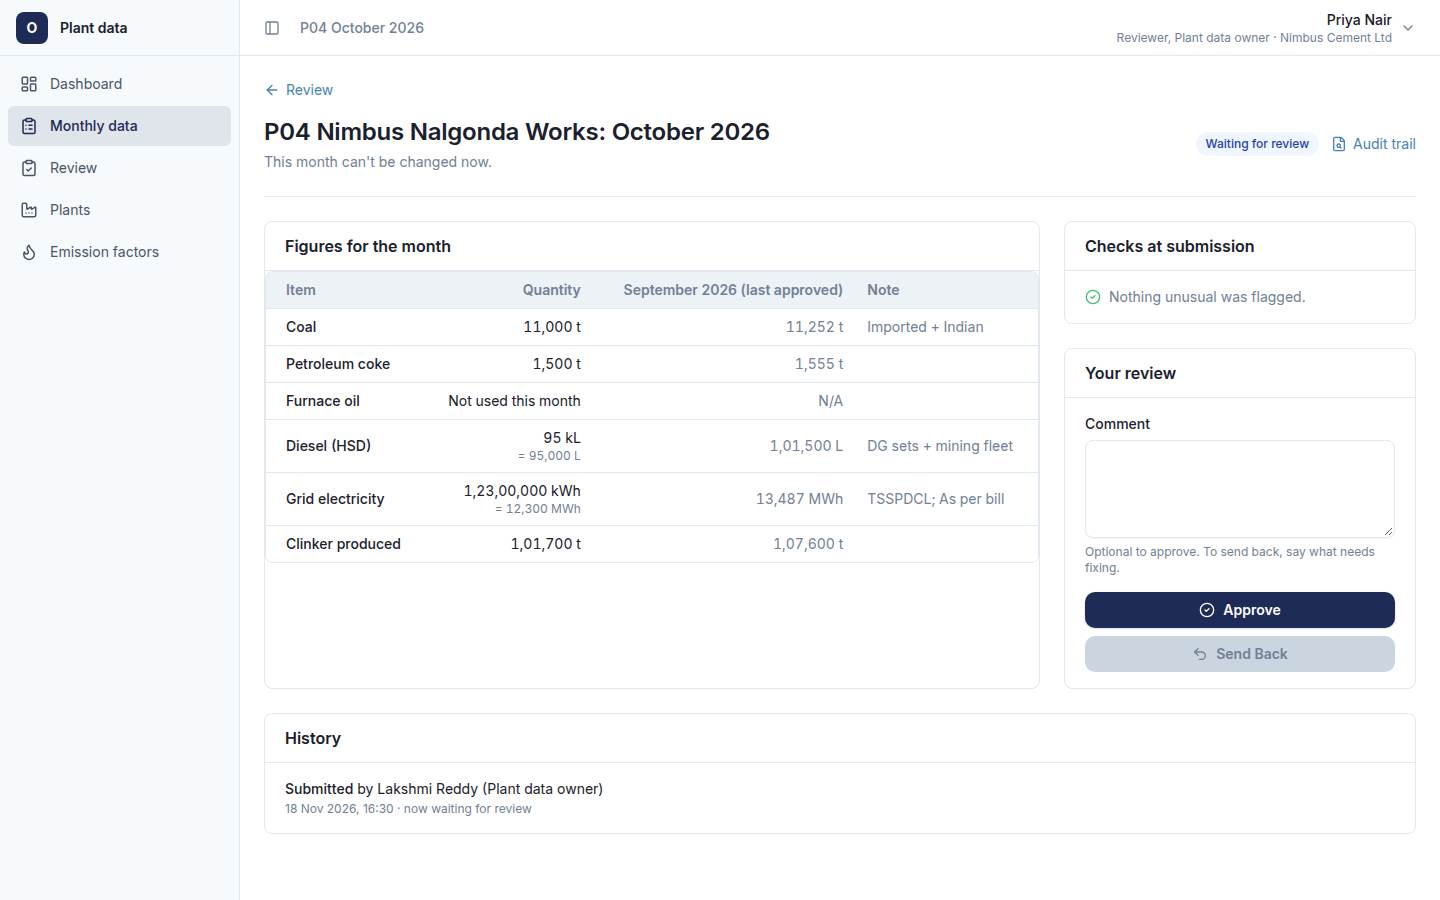 O Plant data
Dashboard
Monthly data
Review
Plants
Emission factors
P04 October 2026
Priya Nair
Reviewer, Plant data owner · Nimbus Cement Ltd
Review
P04 Nimbus Nalgonda Works: October 2026
This month can't be changed now.
Waiting for review
Audit trail
Figures for the month
Item Quantity September 2026 (last approved) Note
Coal 11,000 t 11,252 t Imported + Indian
Petroleum coke 1,500 t 1,555 t
Furnace oil Not used this month N/A
Diesel (HSD) 95 kL 1,01,500 L DG sets + mining fleet
= 95,000 L
Grid electricity 1,23,00,000 kWh 13,487 MWh TSSPDCL; As per bill
= 12,300 MWh
Clinker produced 1,01,700 t 1,07,600 t
Checks at submission
Nothing unusual was flagged.
Your review
Comment
Optional to approve. To send back, say what needs
fixing.
Approve
Send Back
History
Submitted by Lakshmi Reddy (Plant data owner)
18 Nov 2026, 16:30 · now waiting for review